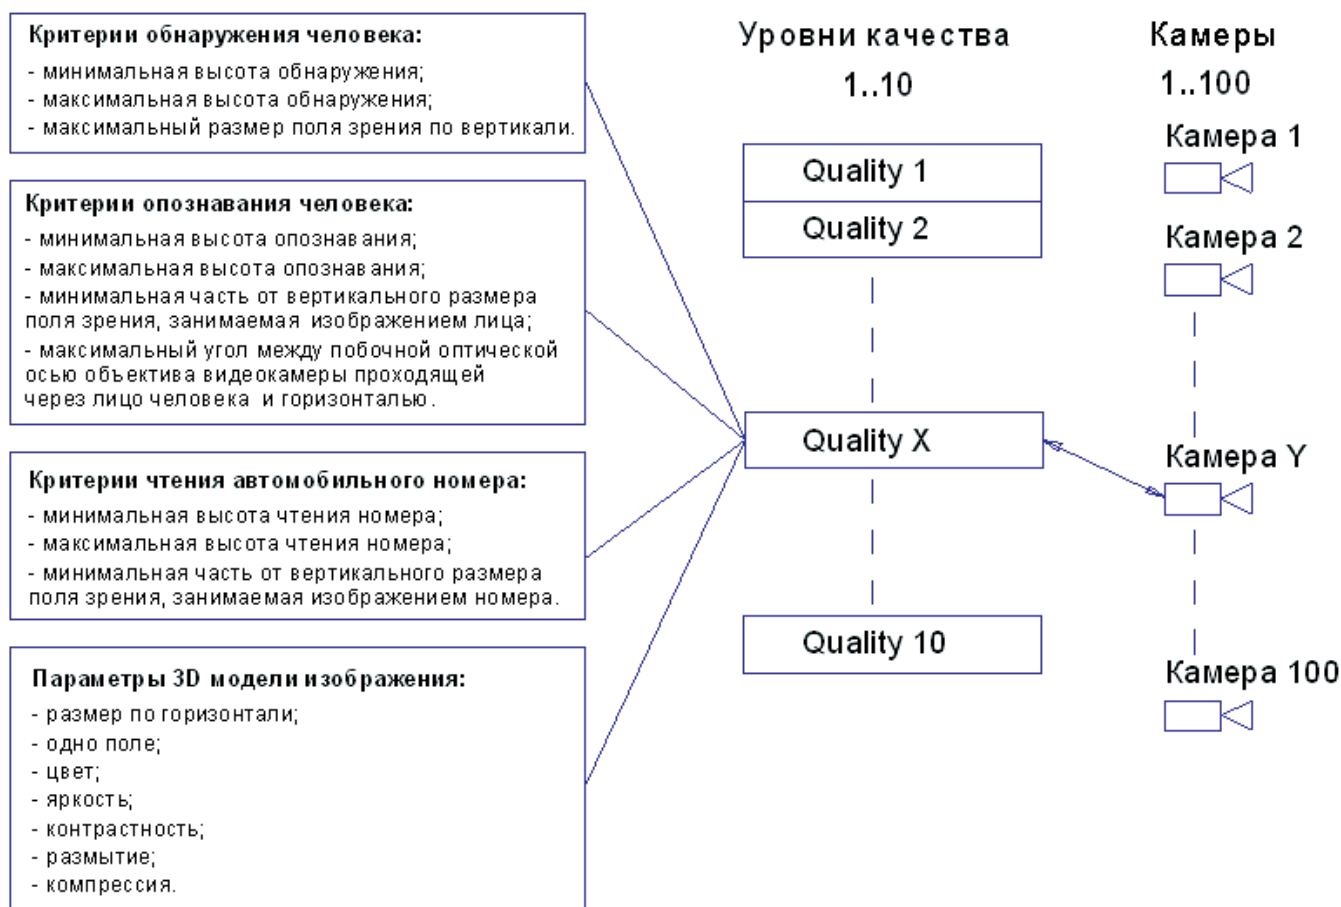 Критерии обнаружения человека:
- минимальная высота обнаружения;
- максимальная высота обнаружения;
- максимальный размер поля зрения по вертикали.
Критерии опознавания человека:
- минимальная высота опознавания;
- максимальная высота опознавания;
- минимальная часть от вертикального размера
поля зрения, занимаемая изображением лица;
- максимальный угол между побочной оптической
осью объектива видеокамеры проходящей
через лицо человека и горизонталью.
Критерии чтения автомобильного номера:
- минимальная высота чтения номера;
- максимальная высота чтения номера;
- минимальная часть от вертикального размера
поля зрения, занимаемая изображением номера.
Параметры 3D модели изображения:
- размер по горизонтали;
- одно поле;
- цвет;
- яркость;
- контрастность;
- размытие;
- компрессия.
Уровни качества
1..10
Quality 1
Quality 2
Quality X
Quality 10
Камеры
1..100
Камера 1
Камера 2
Камера Y
Камера 100